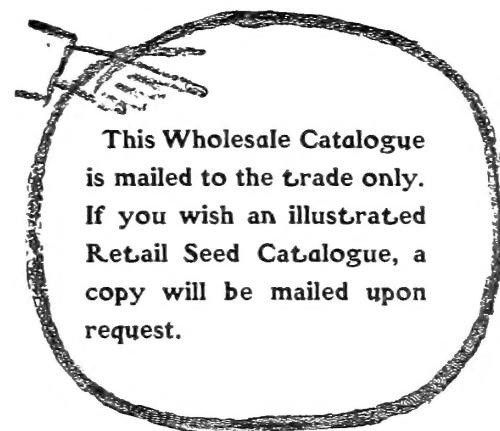 This Wholesale Catalogue
is mailed to the trade only.
If you wish an illustrated
Retail Seed Catalogue, a
copy will be mailed upon
request.